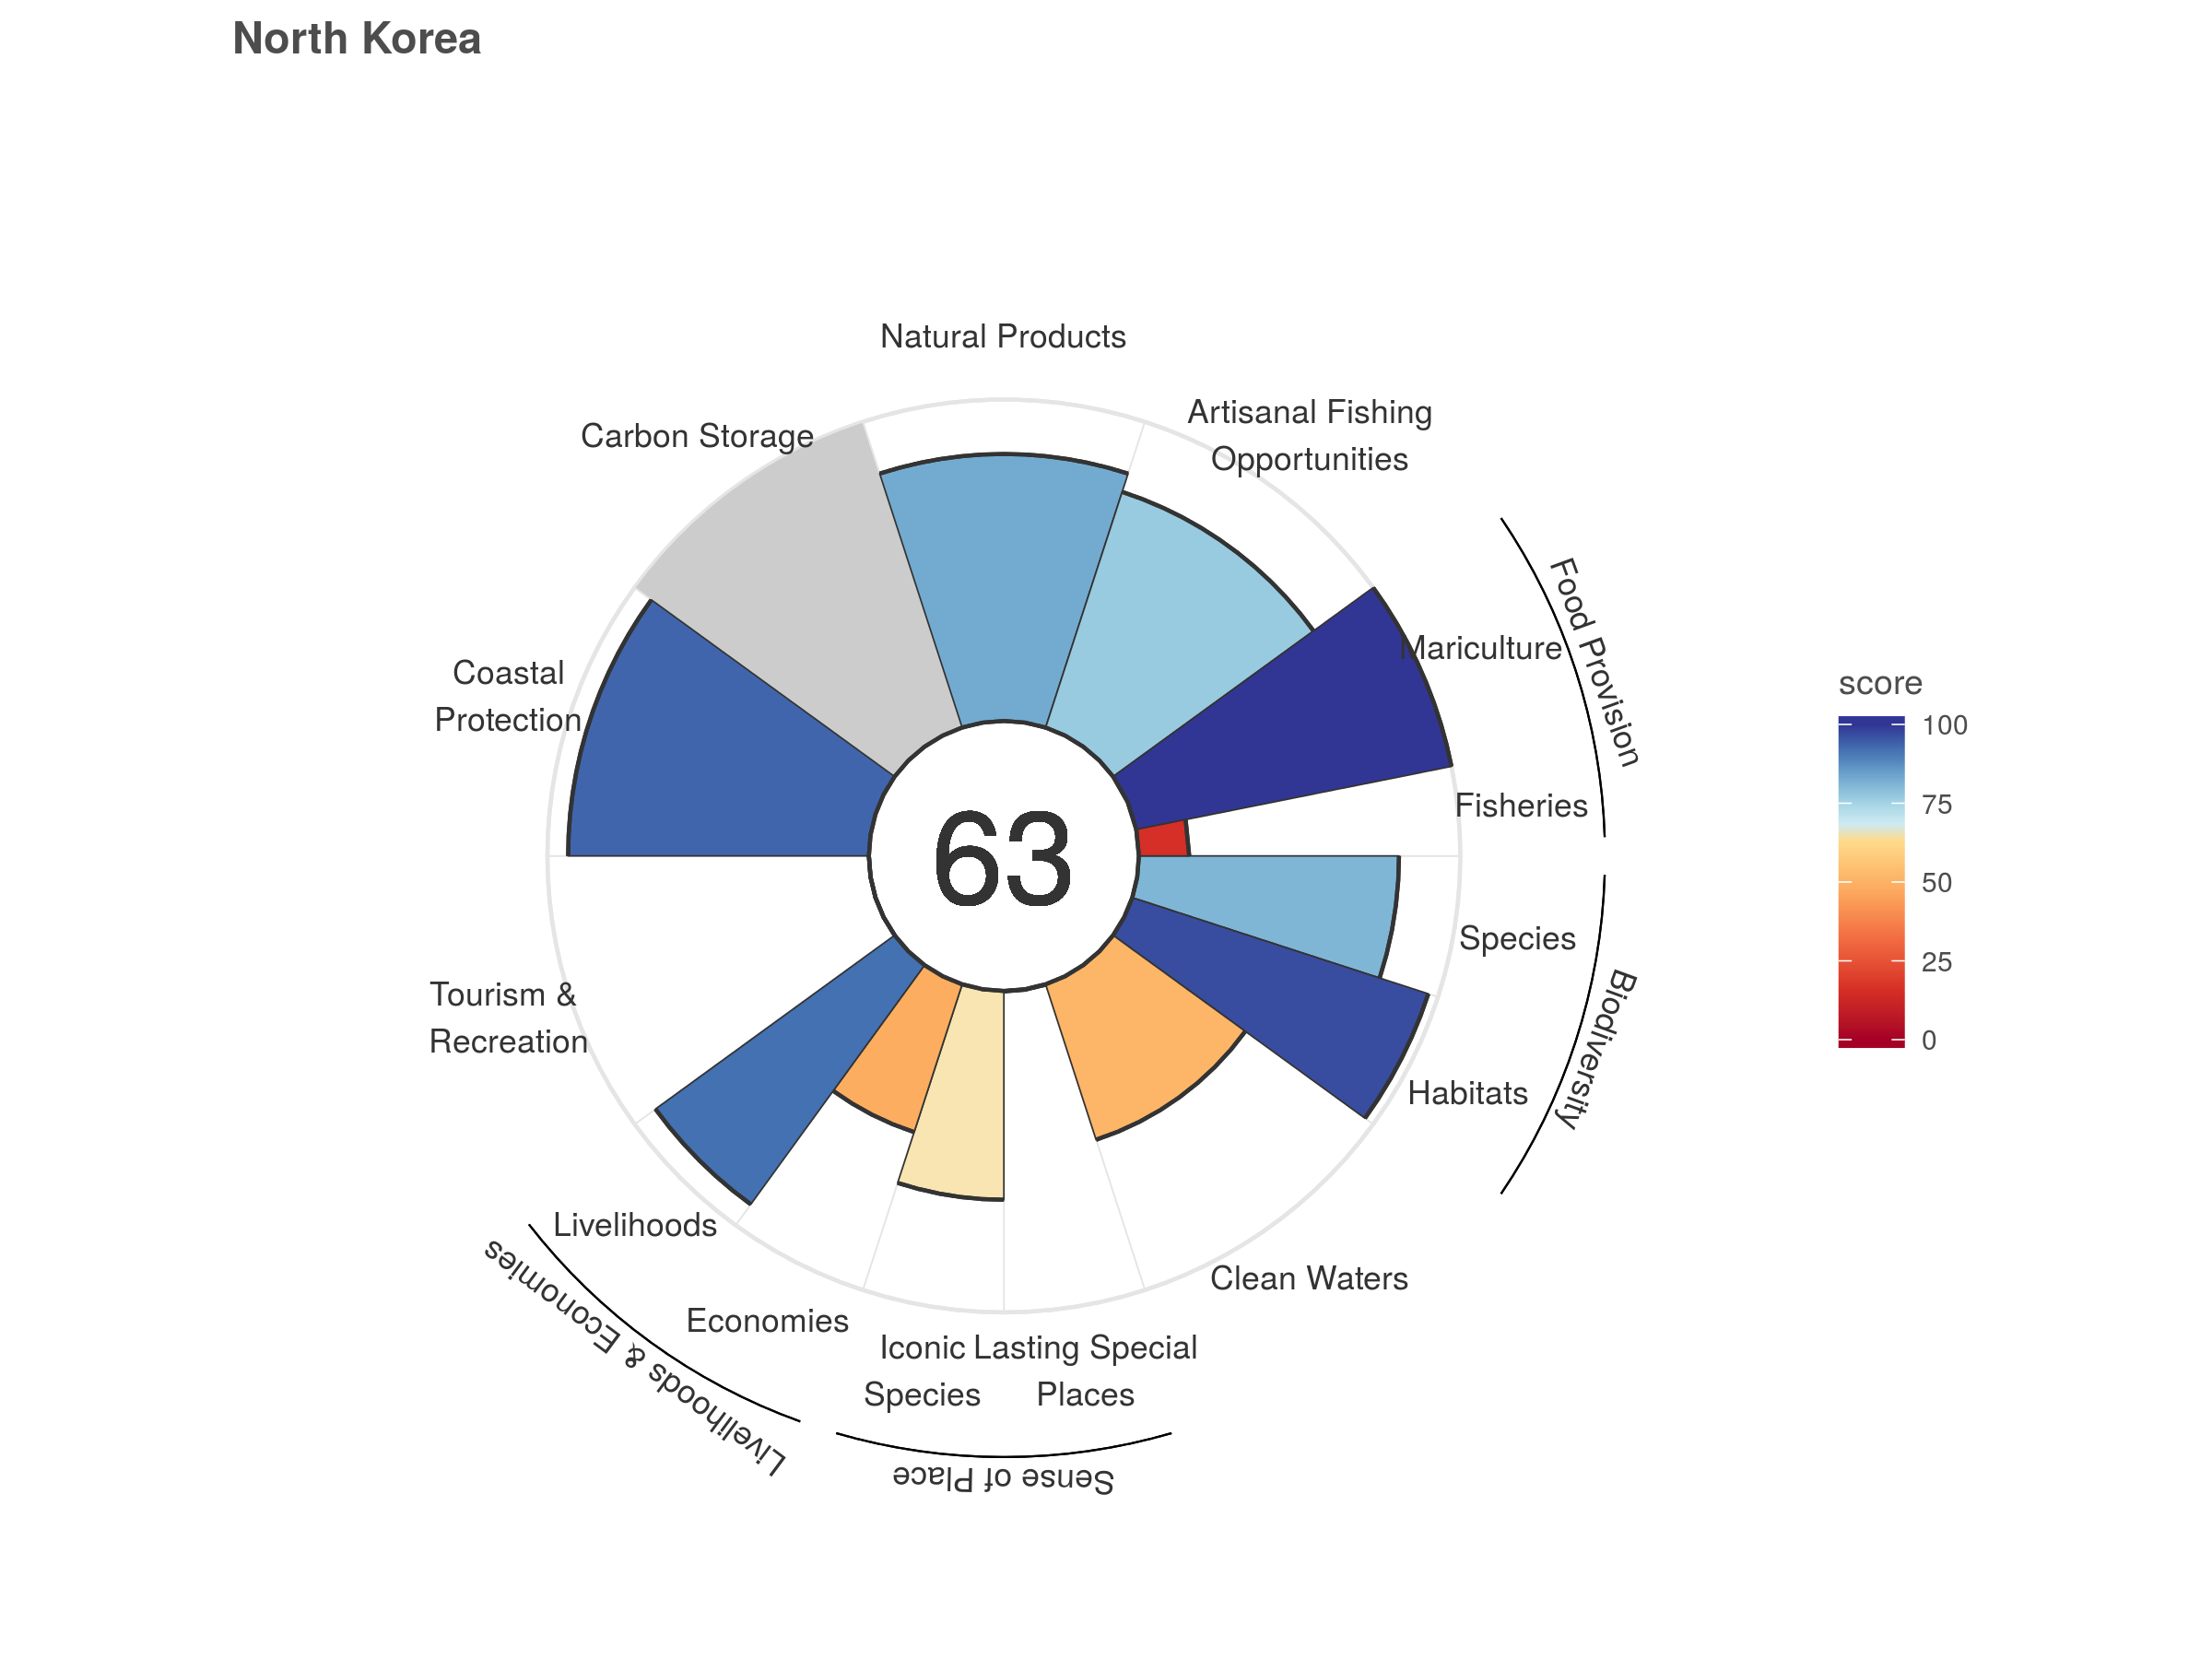 North Korea
Natural Products
Artisanal Fishing
Opportunities
Carbon Storage
Mariculture
Food Provision
Coastal
Protection
Fisheries
63
Species
Biodiversity
Habitats
Tourism &
Recreation
Livelihoods
Livelihoods & Economies
Economies
Clean Waters
Iconic
Species
Lasting Special
Places
Sense of Place
score
100
75
50
25
0